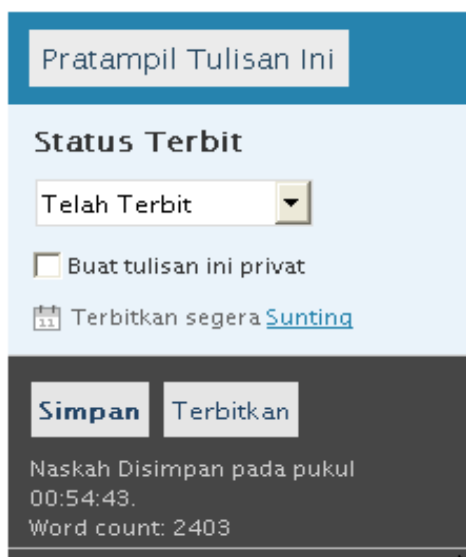 Pratampil Tulisan Ini
Status Terbit
Telah Terbit
Buat tulisan ini privat
11 Terbitkan segera Sunting
Simpan Terbitkan
Naskah Disimpan pada pukul
00:54:43.
Word count: 2403